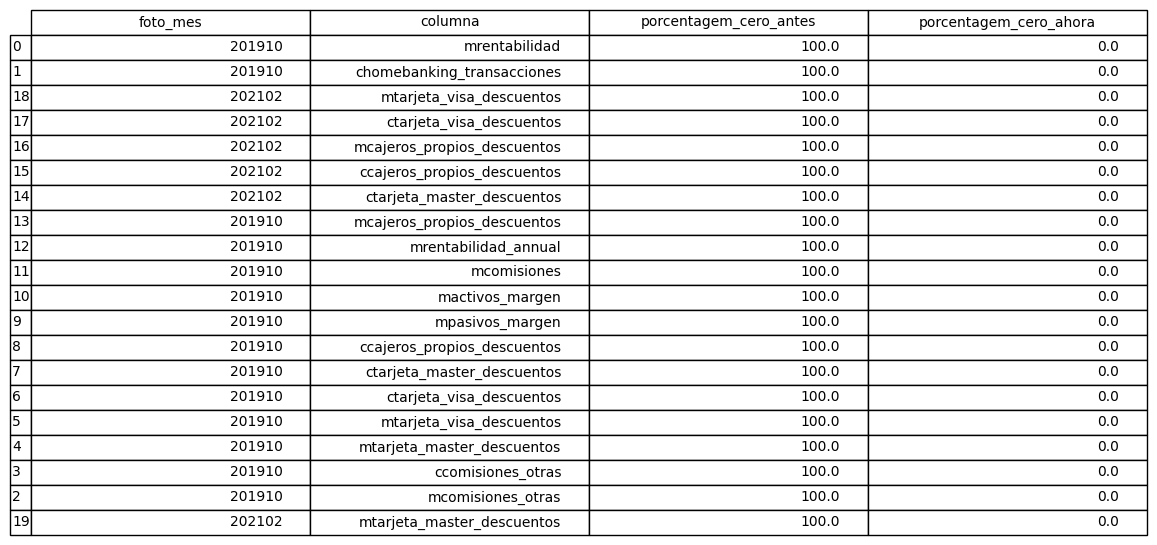 foto_mes columna porcentagem_cero_antes porcentagem_cero_ahora
0 201910 mrentabilidad 100.0 0.0
1 201910 chomebanking_transacciones 100.0 0.0
18 202102 mtarjeta_visa_descuentos 100.0 0.0
17 202102 ctarjeta_visa_descuentos 100.0 0.0
16 202102 mcajeros_propios_descuentos 100.0 0.0
15 202102 ccajeros_propios_descuentos 100.0 0.0
14 202102 ctarjeta_master_descuentos 100.0 0.0
13 201910 mcajeros_propios_descuentos 100.0 0.0
12 201910 mrentabilidad_annual 100.0 0.0
11 201910 mcomisiones 100.0 0.0
10 201910 mactivos_margen 100.0 0.0
9 201910 mpasivos_margen 100.0 0.0
8 201910 ccajeros_propios_descuentos 100.0 0.0
7 201910 ctarjeta_master_descuentos 100.0 0.0
6 201910 ctarjeta_visa_descuentos 100.0 0.0
5 201910 mtarjeta_visa_descuentos 100.0 0.0
4 201910 mtarjeta_master_descuentos 100.0 0.0
3 201910 ccomisiones_otras 100.0 0.0
2 201910 mcomisiones_otras 100.0 0.0
19 202102 mtarjeta_master_descuentos 100.0 0.0